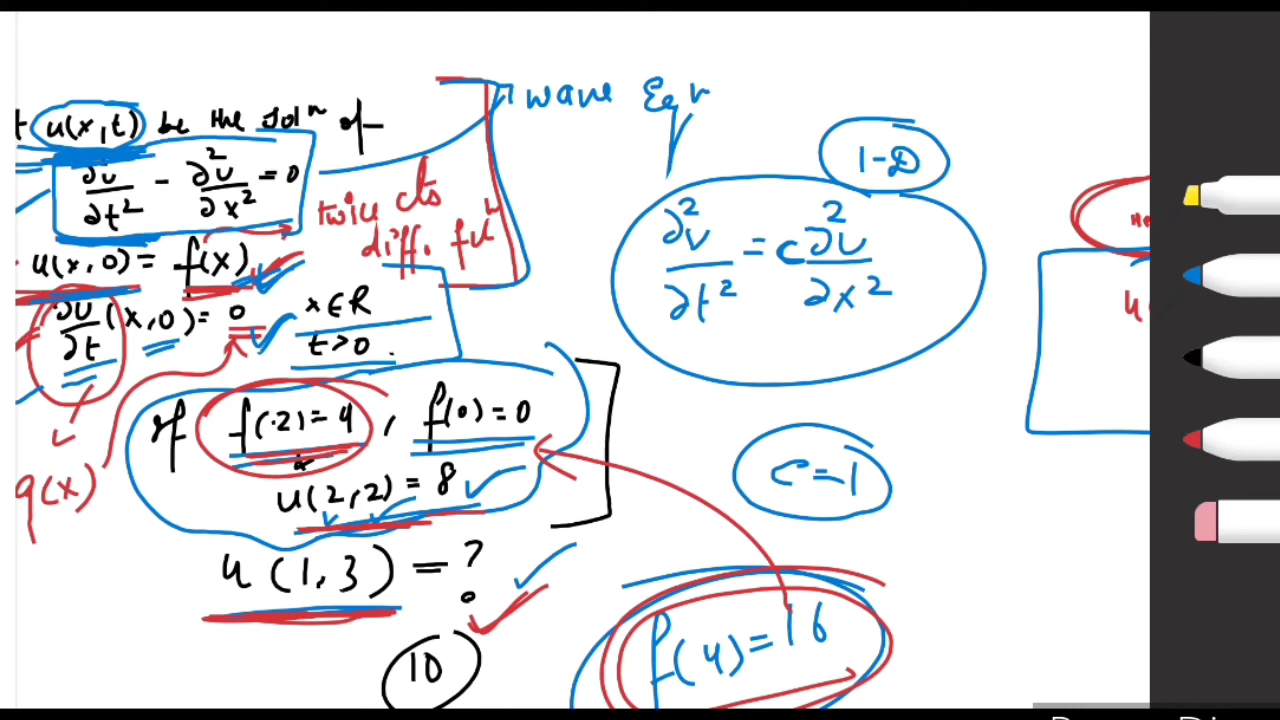 t u(x,t) be the solⁿ of
∂u/∂t² - ∂²u/∂x² = 0
twice cts
diff. fuⁿ
u(x,0) = f(x)
∂u/∂t (x,0) = 0
x∈R
t>0.
If f(-2)=4, f(0)=0
u(2,2) = 8
g(x)
u(1,3) = ?
10
wave Eqⁿ
1-D
∂²u/∂t² = c ∂²u/∂x²
c=1
f(4)=16
u